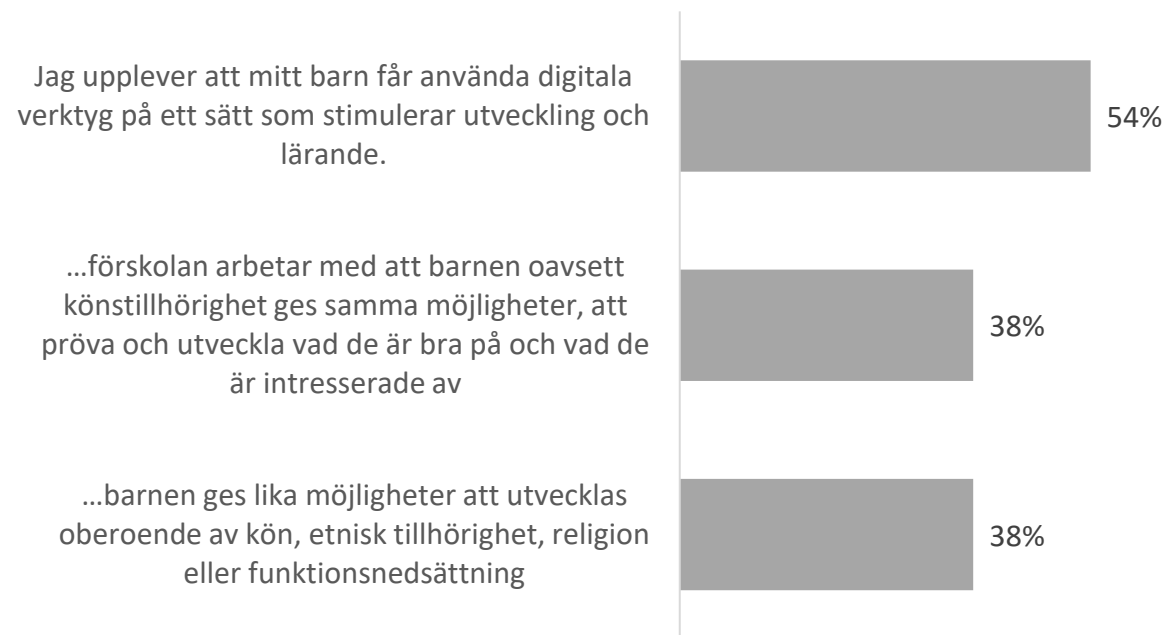 Jag upplever att mitt barn får använda digitala
verktyg på ett sätt som stimulerar utveckling och
lärande.
54%
...förskolan arbetar med att barnen oavsett
könstillhörighet ges samma möjligheter, att
pröva och utveckla vad de är bra på och vad de
är intresserade av
38%
...barnen ges lika möjligheter att utvecklas
oberoende av kön, etnisk tillhörighet, religion
eller funktionsnedsättning
38%